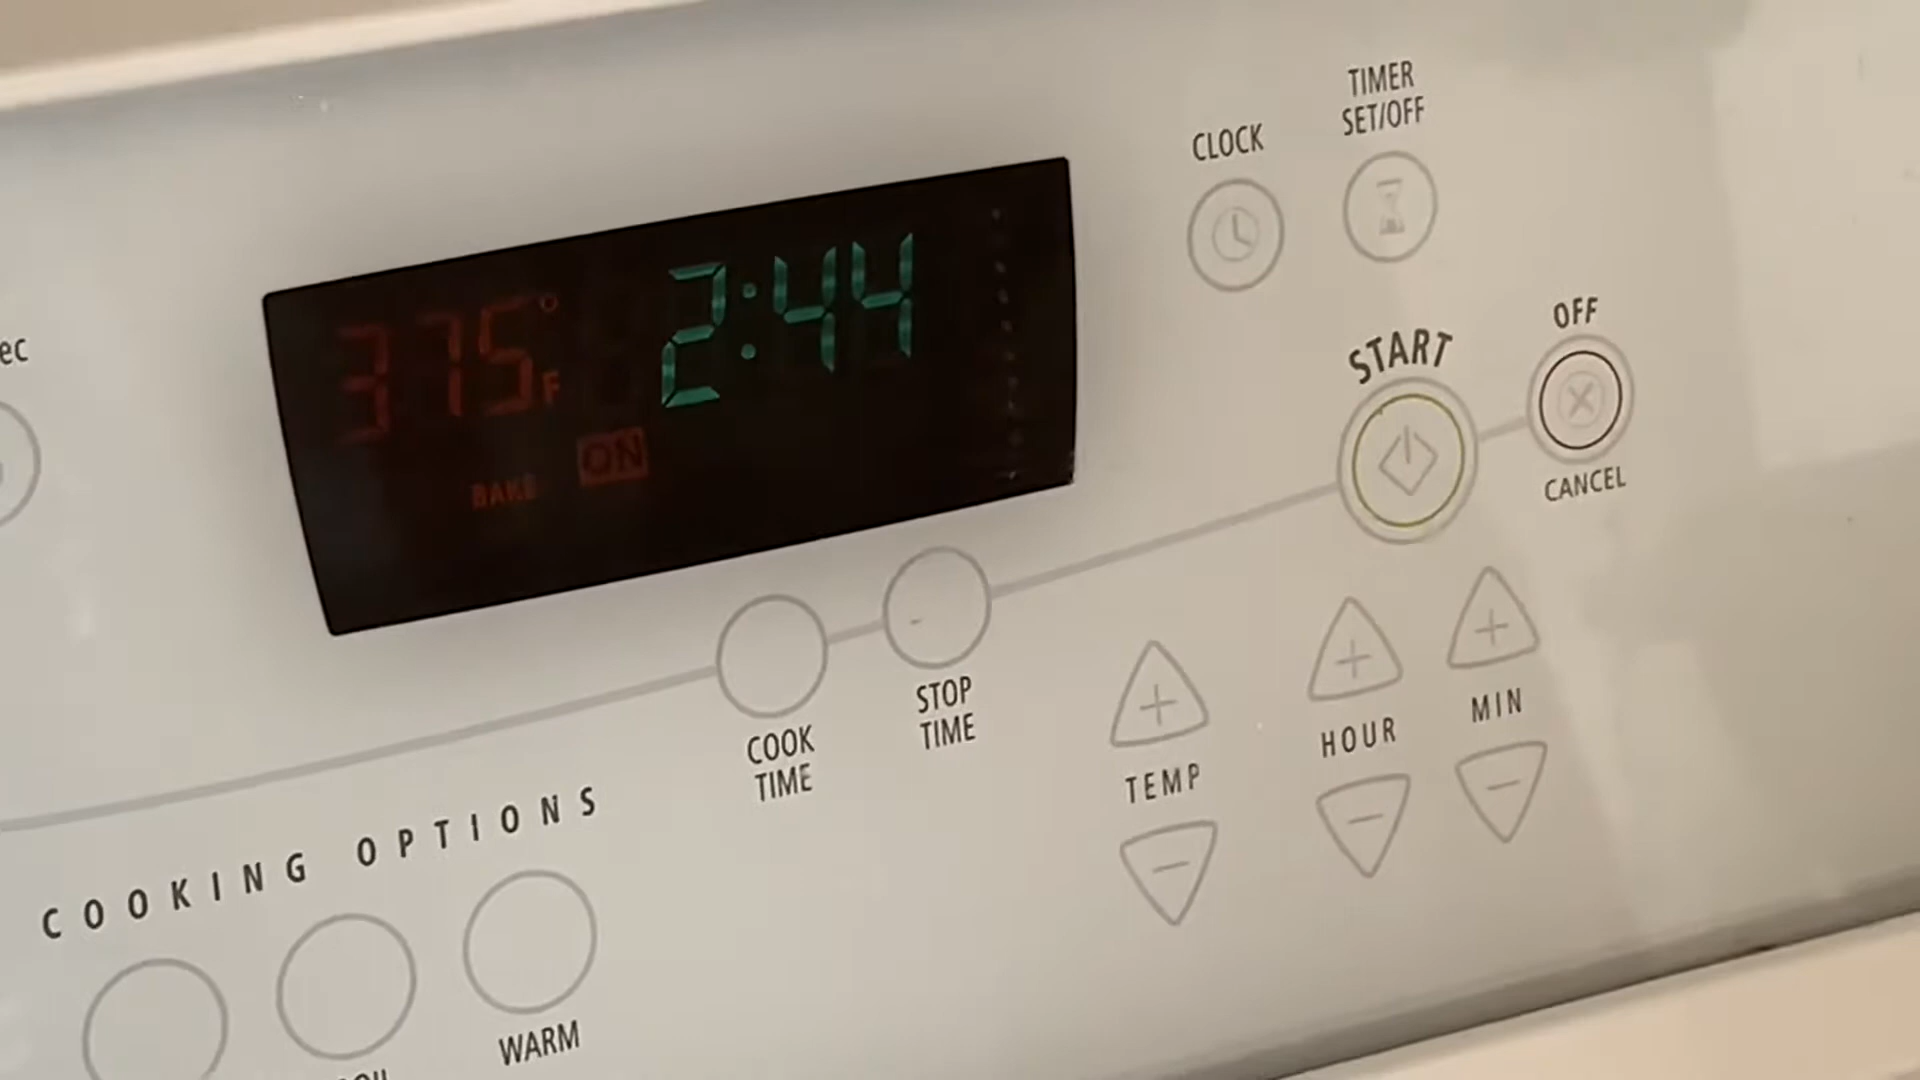 TIMER
SET/OFF
CLOCK
375°F 2:44
BAKE ON
START
OFF
CANCEL
ec
COOK
TIME
STOP
TIME
TEMP
HOUR
MIN
COOKING OPTIONS
WARM